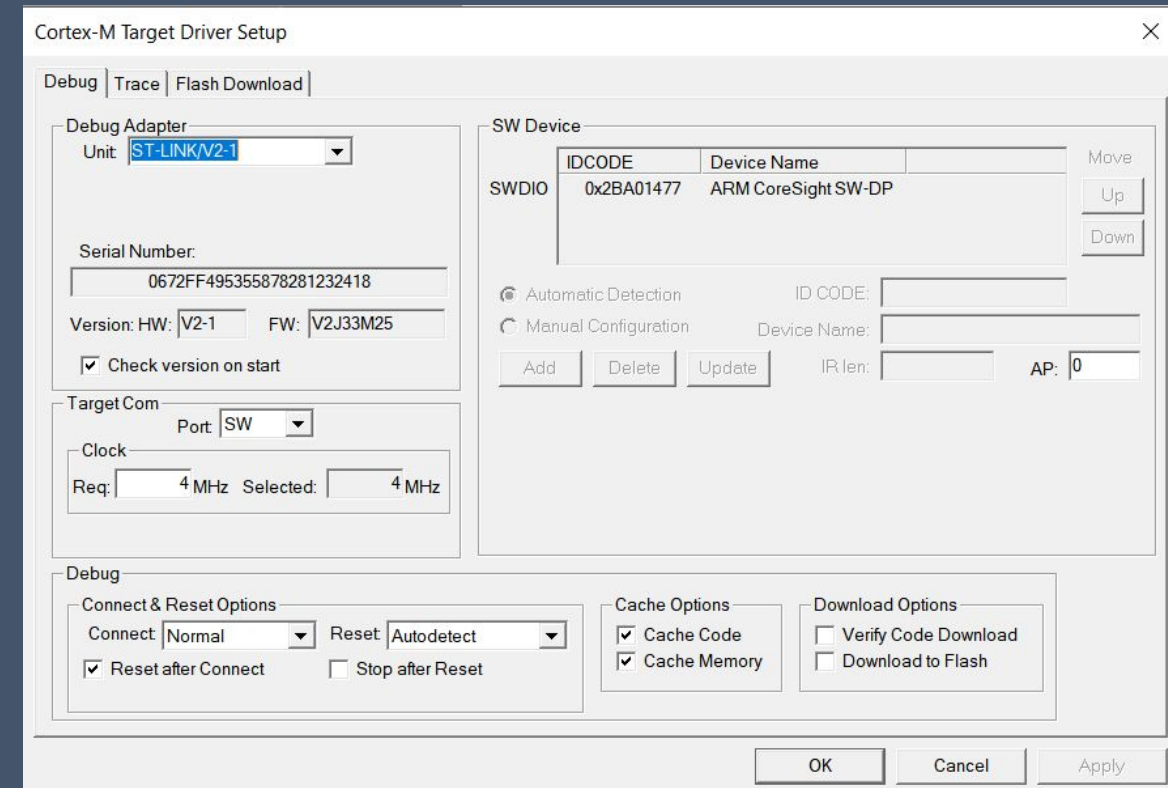 Cortex-M Target Driver Setup
Debug Trace Flash Download
Debug Adapter
Unit: ST-LINK/V2-1
Serial Number:
0672FF495355878281232418
Version: HW: V2-1 FW: V2J33M25
Check version on start
Target Com
Port: SW
Clock
Req: 4 MHz Selected: 4 MHz
SW Device
IDCODE Device Name Move
SWDIO 0x2BA01477 ARM CoreSight SW-DP Up
Down
Automatic Detection ID CODE:
Manual Configuration Device Name:
Add Delete Update IR len: AP: 0
Debug
Connect & Reset Options
Connect: Normal Reset: Autodetect
Reset after Connect Stop after Reset
Cache Options
Cache Code
Cache Memory
Download Options
Verify Code Download
Download to Flash
OK Cancel Apply